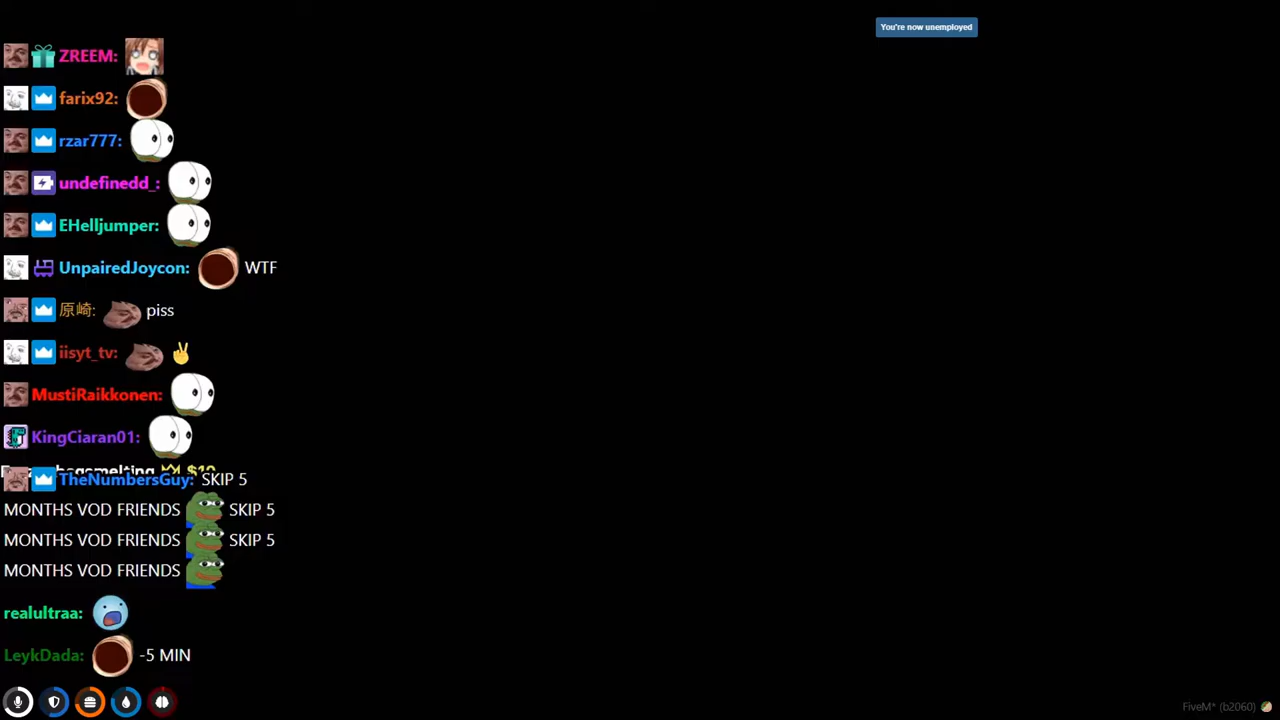 You're now unemployed
ZREEM:
farix92:
rzar777:
undefinedd_:
EHelljumper:
UnpairedJoycon: WTF
原崎: piss
iisyt_tv: ✌
MustiRaikkonen:
KingCiaran01:
$10
TheNumbersGuy: SKIP 5
MONTHS VOD FRIENDS SKIP 5
MONTHS VOD FRIENDS SKIP 5
MONTHS VOD FRIENDS
realultraa:
LeykDada: -5 MIN
FiveM* (b2060)